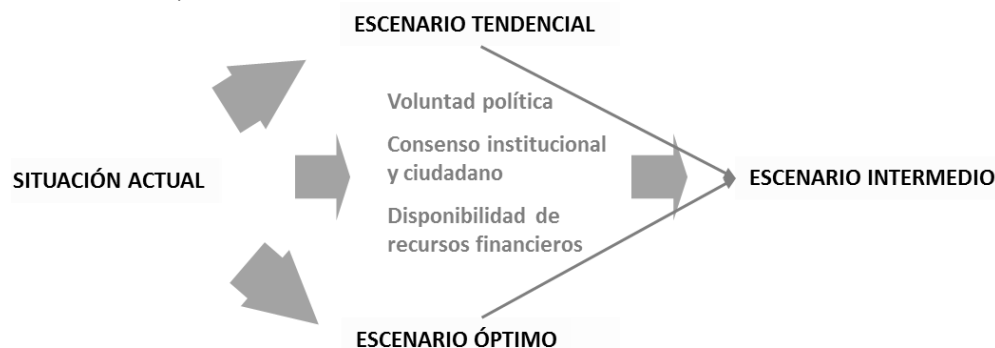 ESCENARIO TENDENCIAL
Voluntad política
Consenso institucional
y ciudadano
SITUACIÓN ACTUAL
ESCENARIO INTERMEDIO
Disponibilidad de
recursos financieros
ESCENARIO ÓPTIMO